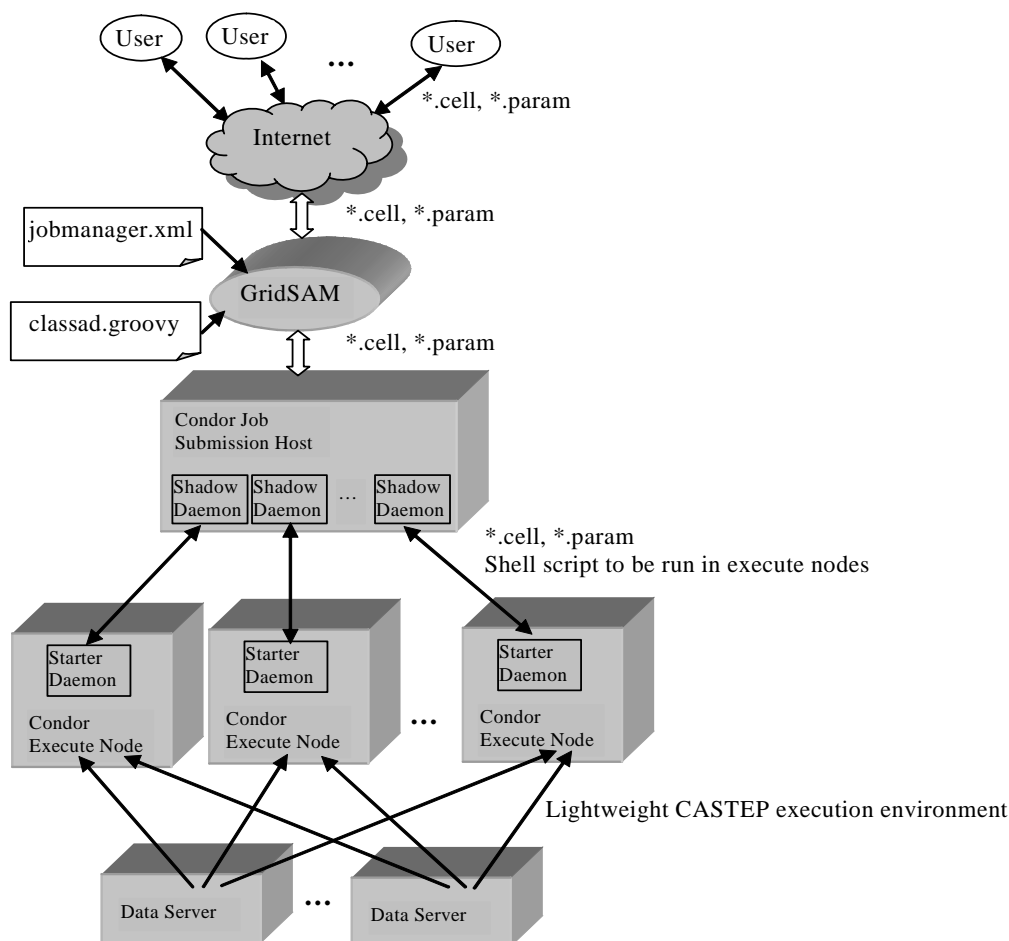 User
User
User
...
*.cell, *.param
Internet
*.cell, *.param
jobmanager.xml
GridSAM
classad.groovy
*.cell, *.param
Condor Job
Submission Host
Shadow
Daemon
Shadow
Daemon
...
Shadow
Daemon
*.cell, *.param
Shell script to be run in execute nodes
Starter
Daemon
Condor
Execute Node
Starter
Daemon
Condor
Execute Node
...
Starter
Daemon
Condor
Execute Node
Lightweight CASTEP execution environment
Data Server
...
Data Server